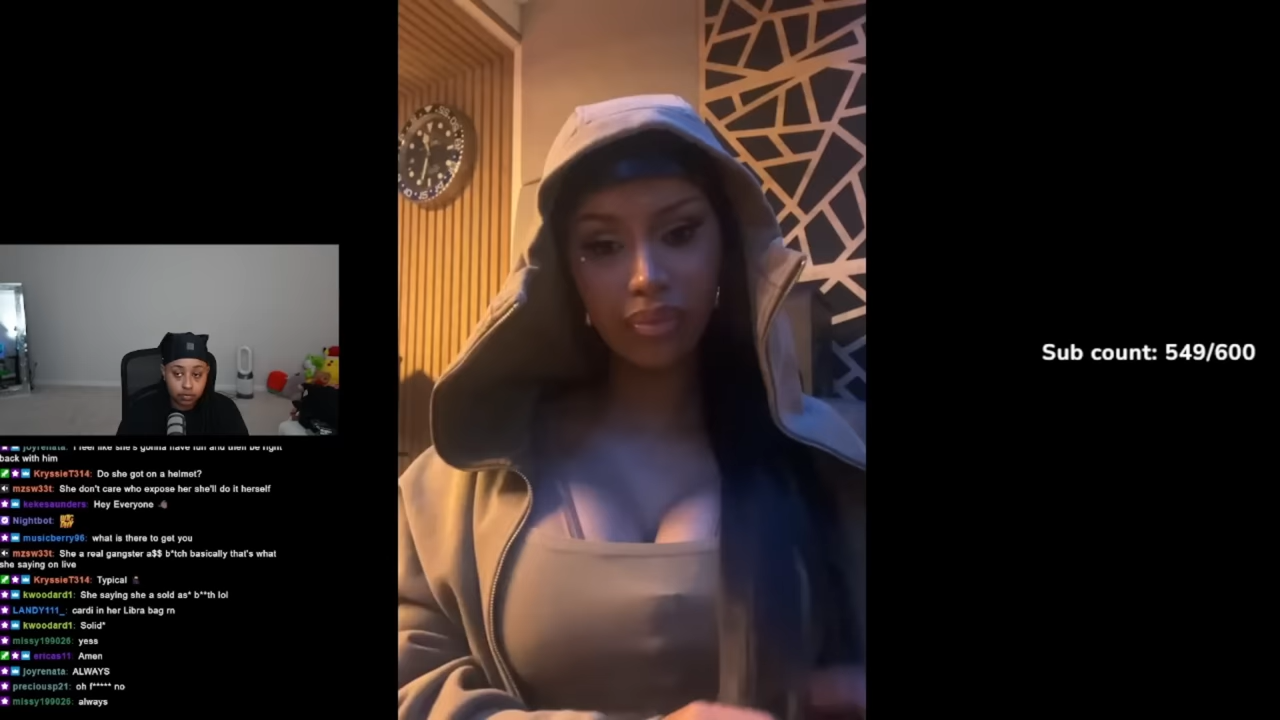 joyrenata: I feel like she's gonna have fun and then be right
back with him
KryssieT314: Do she got on a helmet?
mzsw33t: She don't care who expose her she'll do it herself
kekesaunders: Hey Everyone
Nightbot:
musicberry96: what is there to get you
mzsw33t: She a real gangster a$$ b*tch basically that's what
she saying on live
KryssieT314: Typical
kwoodard1: She saying she a sold as* b**th lol
LANDY111_: cardi in her Libra bag rn
kwoodard1: Solid*
missy199026: yess
ericas11: Amen
joyrenata: ALWAYS
preciousp21: oh f***** no
missy199026: always
Sub count: 549/600